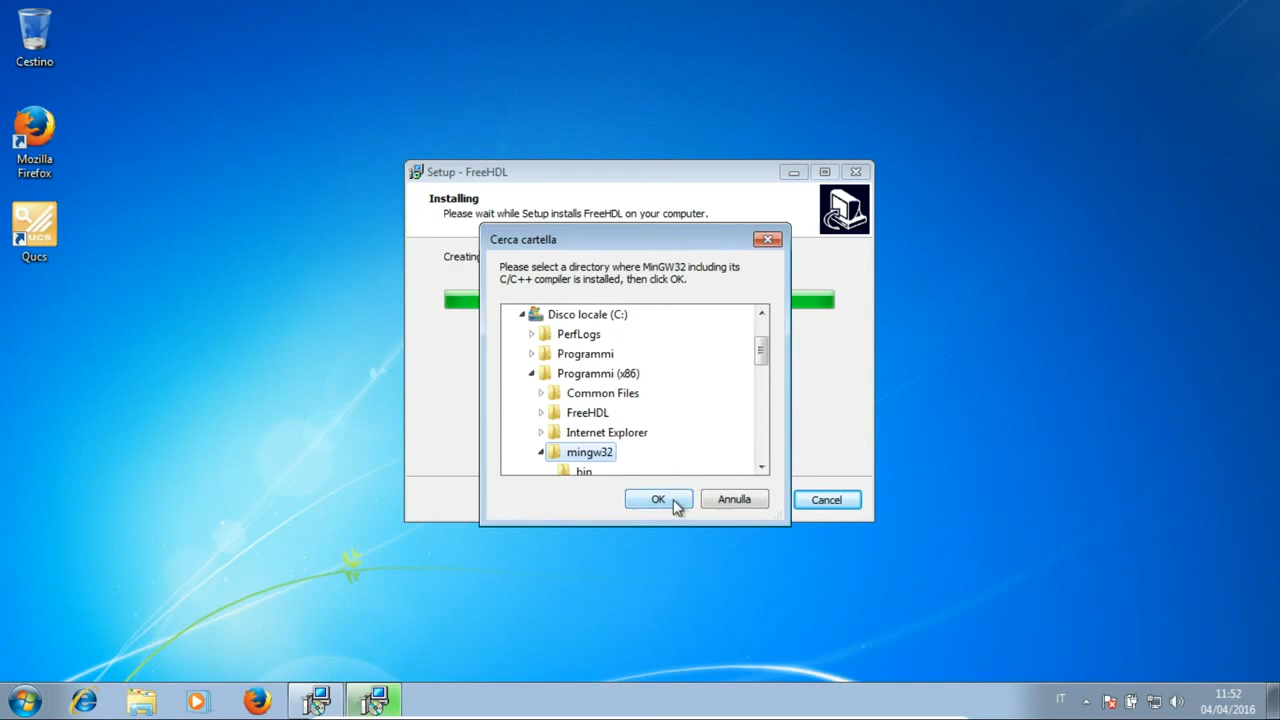 Cestino
Mozilla
Firefox
UCS
Qucs
Setup - FreeHDL
Installing
Please wait while Setup installs FreeHDL on your computer.
Creating
Cerca cartella
Please select a directory where MinGW32 including its
C/C++ compiler is installed, then click OK.
Disco locale (C:)
PerfLogs
Programmi
Programmi (x86)
Common Files
FreeHDL
Internet Explorer
mingw32
bin
OK
Annulla
Cancel
IT
11:52
04/04/2016